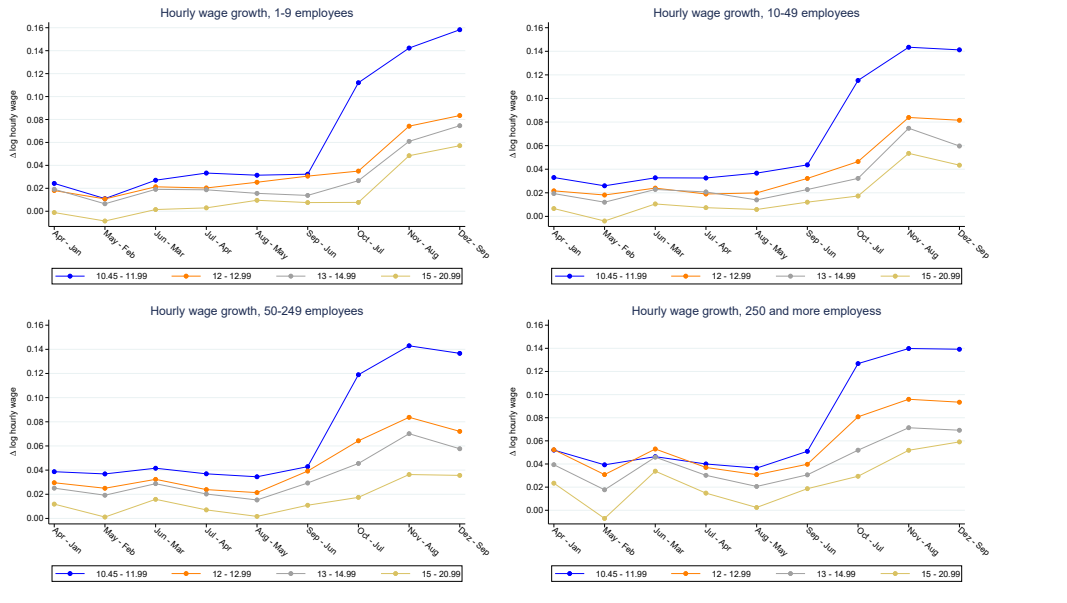 Hourly wage growth, 1-9 employees
Δ log hourly wage
0.16
0.14
0.12
0.10
0.08
0.06
0.04
0.02
0.00
Apr - Jan
May - Feb
Jun - Mar
Jul - Apr
Aug - May
Sep - Jun
Oct - Jul
Nov - Aug
Dez - Sep
10.45 - 11.99 12 - 12.99 13 - 14.99 15 - 20.99
Hourly wage growth, 10-49 employees
Δ log hourly wage
0.16
0.14
0.12
0.10
0.08
0.06
0.04
0.02
0.00
Apr - Jan
May - Feb
Jun - Mar
Jul - Apr
Aug - May
Sep - Jun
Oct - Jul
Nov - Aug
Dez - Sep
10.45 - 11.99 12 - 12.99 13 - 14.99 15 - 20.99
Hourly wage growth, 50-249 employees
Δ log hourly wage
0.16
0.14
0.12
0.10
0.08
0.06
0.04
0.02
0.00
Apr - Jan
May - Feb
Jun - Mar
Jul - Apr
Aug - May
Sep - Jun
Oct - Jul
Nov - Aug
Dez - Sep
10.45 - 11.99 12 - 12.99 13 - 14.99 15 - 20.99
Hourly wage growth, 250 and more employess
Δ log hourly wage
0.16
0.14
0.12
0.10
0.08
0.06
0.04
0.02
0.00
Apr - Jan
May - Feb
Jun - Mar
Jul - Apr
Aug - May
Sep - Jun
Oct - Jul
Nov - Aug
Dez - Sep
10.45 - 11.99 12 - 12.99 13 - 14.99 15 - 20.99